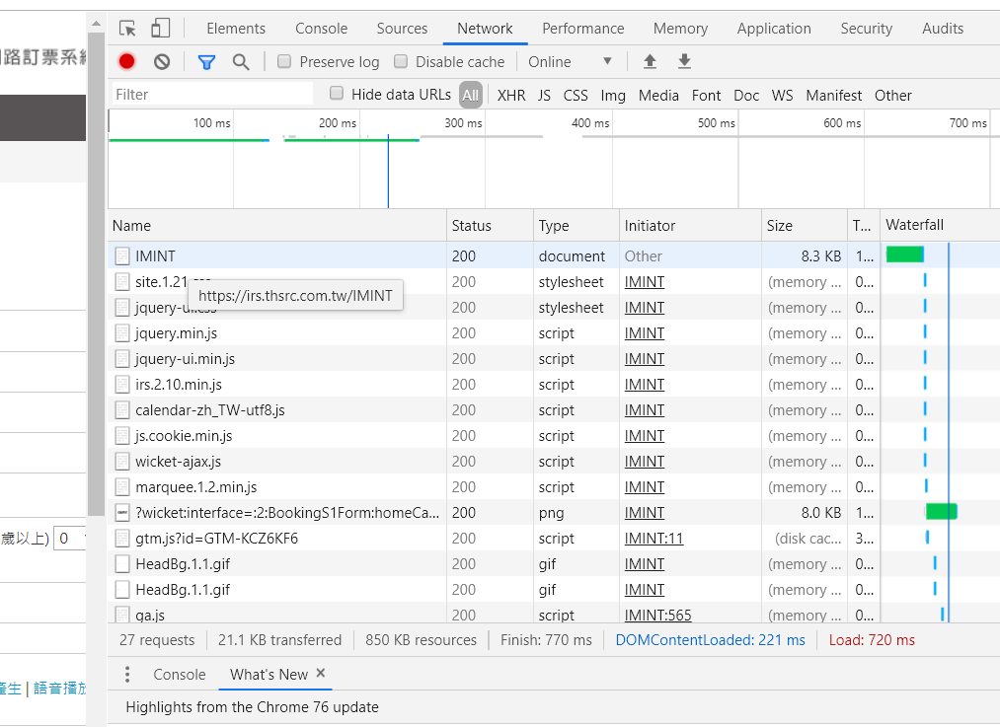 路訂票系
歲以上) 0
產生 | 語音播放
Elements Console Sources Network Performance Memory Application Security Audits
Preserve log Disable cache Online ▼
Filter Hide data URLs All XHR JS CSS Img Media Font Doc WS Manifest Other
100 ms 200 ms 300 ms 400 ms 500 ms 600 ms 700 ms
Name Status Type Initiator Size T... Waterfall
IMINT 200 document Other 8.3 KB 1...
site.1.21.css 200 stylesheet IMINT (memory ... 0...
https://irs.thsrc.com.tw/IMINT
jquery-ui.css 200 stylesheet IMINT (memory ... 0...
jquery.min.js 200 script IMINT (memory ... 0...
jquery-ui.min.js 200 script IMINT (memory ... 0...
irs.2.10.min.js 200 script IMINT (memory ... 0...
calendar-zh_TW-utf8.js 200 script IMINT (memory ... 0...
js.cookie.min.js 200 script IMINT (memory ... 0...
wicket-ajax.js 200 script IMINT (memory ... 0...
marquee.1.2.min.js 200 script IMINT (memory ... 0...
?wicket:interface=:2:BookingS1Form:homeCa... 200 png IMINT 8.0 KB 1...
gtm.js?id=GTM-KCZ6KF6 200 script IMINT:11 (disk cac... 3...
HeadBg.1.1.gif 200 gif IMINT (memory ... 0...
HeadBg.1.1.gif 200 gif IMINT (memory ... 0...
ga.js 200 script IMINT:565 (memory ... 0...
27 requests 21.1 KB transferred 850 KB resources Finish: 770 ms DOMContentLoaded: 221 ms Load: 720 ms
Console What's New ×
Highlights from the Chrome 76 update